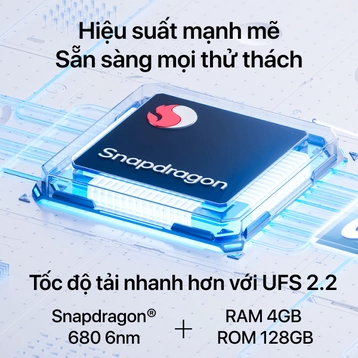 Hiệu suất mạnh mẽ
Sẵn sàng mọi thử thách
Snapdragon
Tốc độ tải nhanh hơn với UFS 2.2
Snapdragon®
680 6nm
+
RAM 4GB
ROM 128GB